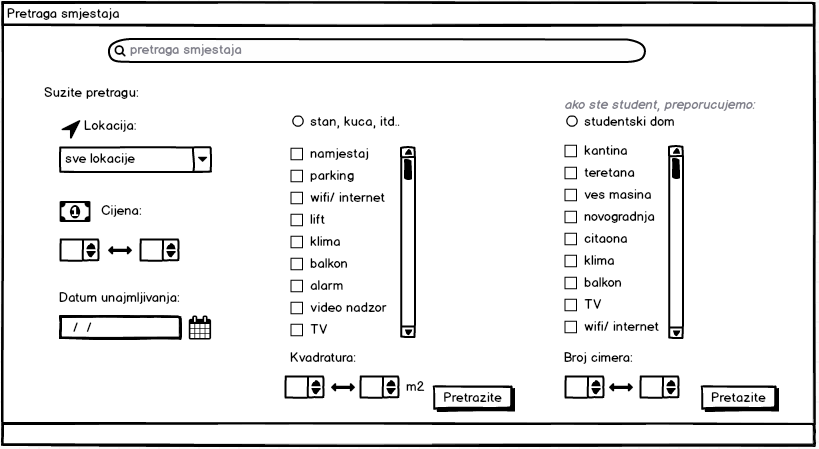 Pretraga smjestaja
pretraga smjestaja
Suzite pretragu:
Lokacija:
sve lokacije
1
Cijena:
Datum unajmljivanja:
/ /
stan, kuca, itd..
namjestaj
parking
wifi/ internet
lift
klima
balkon
alarm
video nadzor
TV
Kvadratura:
m2
Pretrazite
ako ste student, preporucujemo:
studentski dom
kantina
teretana
ves masina
novogradnja
citaona
klima
balkon
TV
wifi/ internet
Broj cimera:
Pretazite